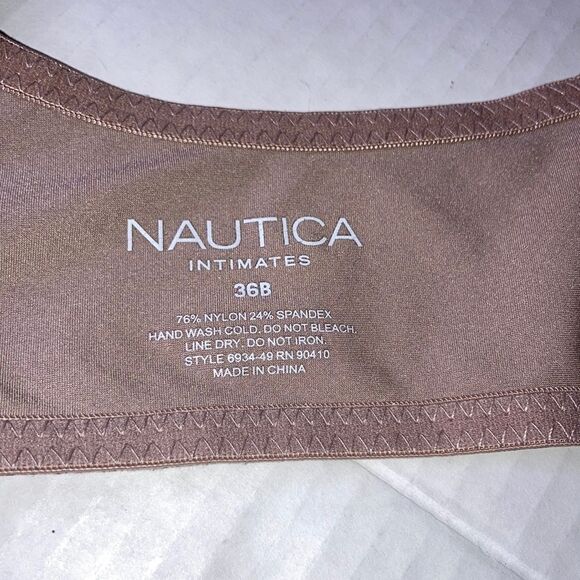 NAUTICA
INTIMATES
36B
76% NYLON 24% SPANDEX
HAND WASH COLD. DO NOT BLEACH.
LINE DRY. DO NOT IRON.
STYLE 6934-49 RN 90410
MADE IN CHINA